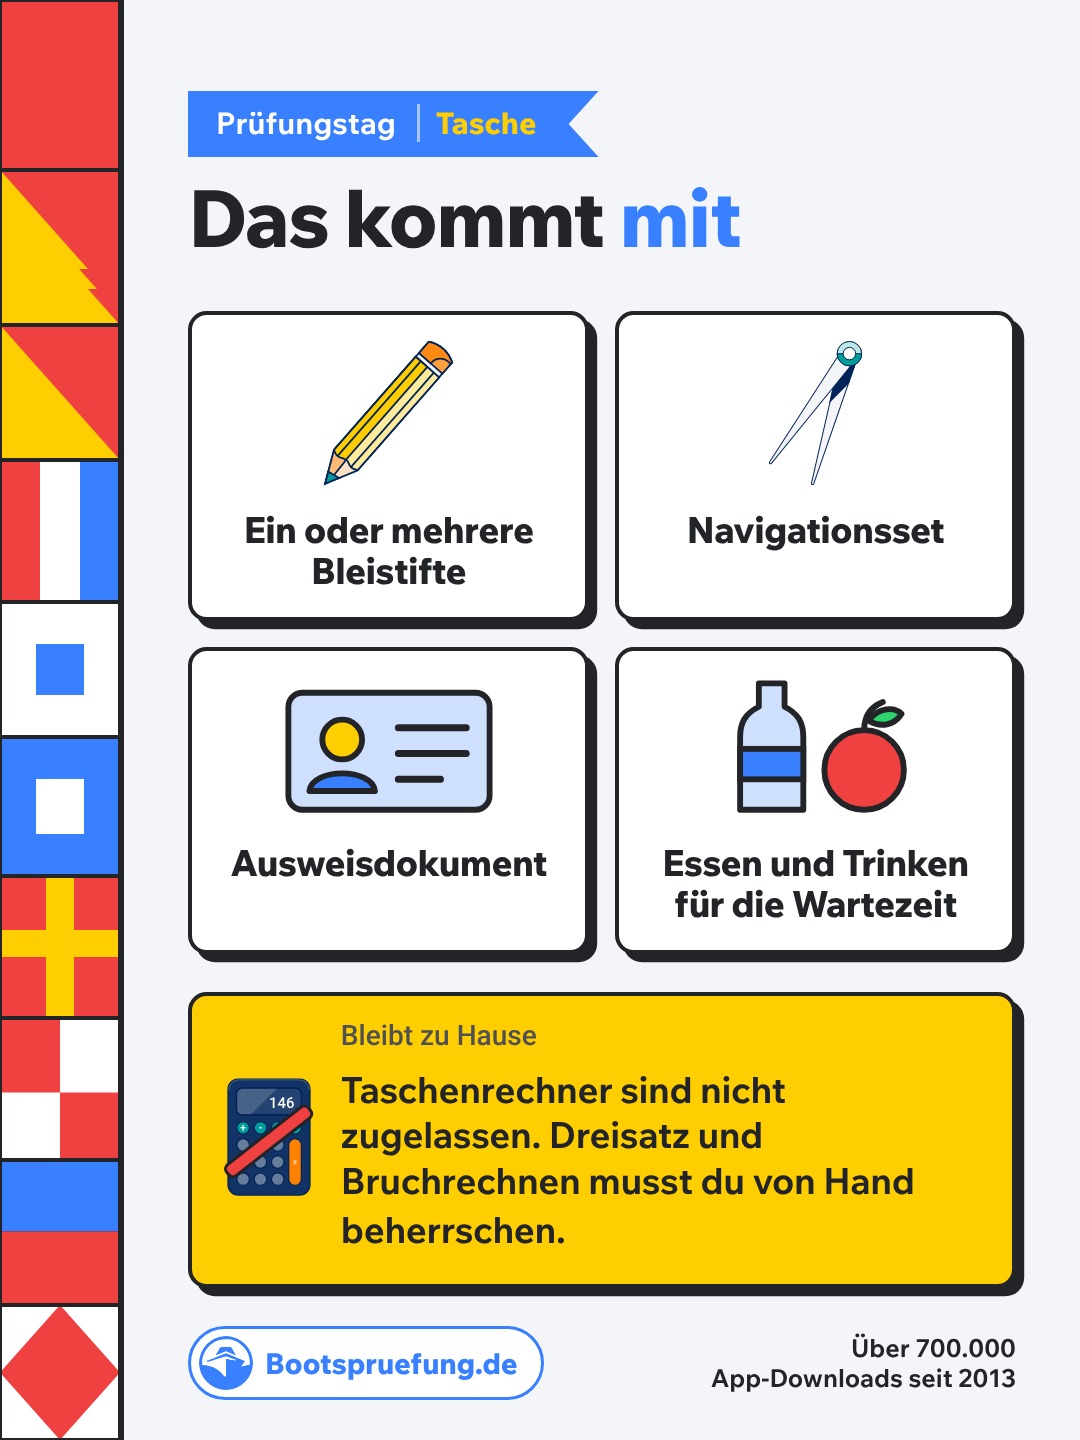 Prüfungstag | Tasche
Das kommt mit
Ein oder mehrere
Bleistifte
Navigationsset
Ausweisdokument
Essen und Trinken
für die Wartezeit
Bleibt zu Hause
146
+ -
=
Taschenrechner sind nicht
zugelassen. Dreisatz und
Bruchrechnen musst du von Hand
beherrschen.
Bootspruefung.de
Über 700.000
App-Downloads seit 2013